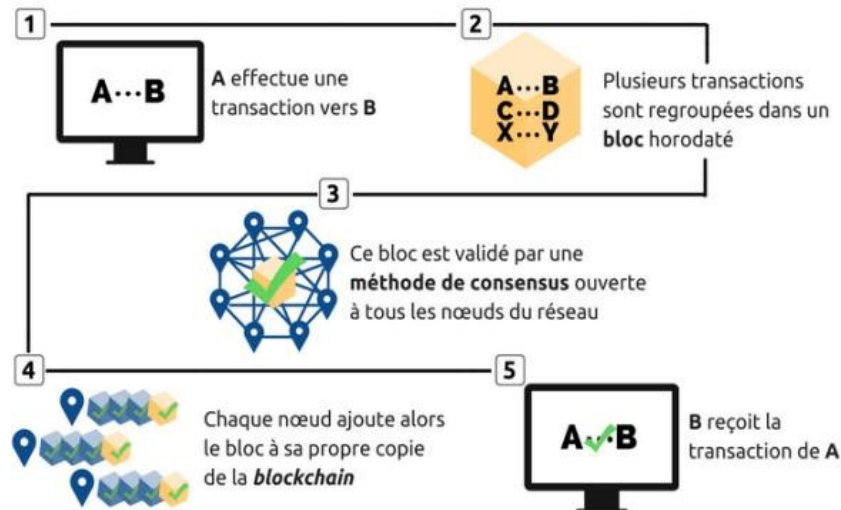 1
A···B
A effectue une
transaction vers B
2
A···B
C···D
X···Y
Plusieurs transactions
sont regroupées dans un
bloc horodaté
3
Ce bloc est validé par une
méthode de consensus ouverte
à tous les nœuds du réseau
4
Chaque nœud ajoute alors
le bloc à sa propre copie
de la blockchain
5
A···B
B reçoit la
transaction de A